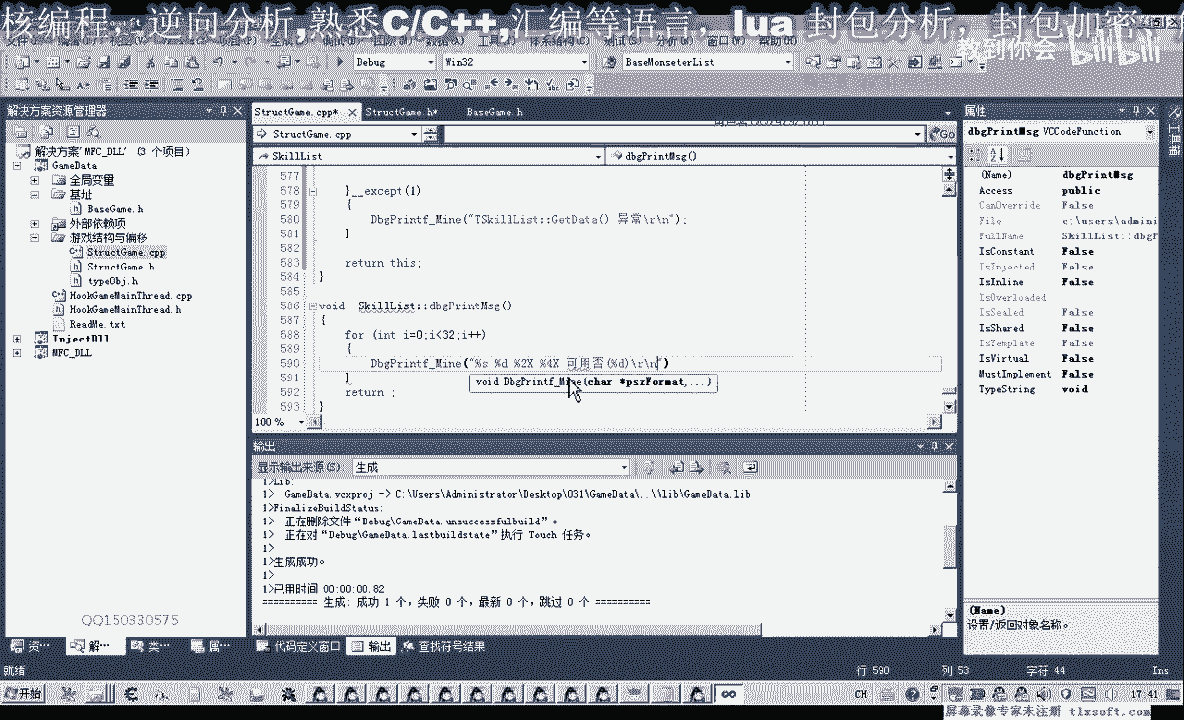 核编程，逆向分析,熟悉C/C++,汇编等语言，lua 封包分析，封包加密
教到你会 bilibili
Debug Win32 BaseMonseterList
解决方案资源管理器
StructGame.cpp* StructGame.h* BaseGame.h
属性
StructGame.cpp Go
dbgPrintMsg VCCodeFunction
解决方案'MFC_DLL' (3 个项目)
GameData
全局变量
基址
BaseGame.h
外部依赖项
游戏结构与偏移
StructGame.cpp
StructGame.h
typeObj.h
HookGameMainThread.cpp
HookGameMainThread.h
ReadMe.txt
InjectDll
MFC_DLL
SkillList dbgPrintMsg()
577
578 }__except(1)
579 {
580 DbgPrintf_Mine("TSkillList::GetData() 异常\r\n");
581 }
582
583 return this;
584 }
585
586 void SkillList::dbgPrintMsg()
587 {
588 for (int i=0;i<32;i++)
589 {
590 DbgPrintf_Mine("%s %d %2X %4X 可用否(%d)\r\n")
591 }
void DbgPrintf_Mine(char *pszFormat,...)
592 return ;
593 }
100 %
(Name) dbgPrintMsg
Access public
CanOverride False
File c:\users\admini
FullName SkillList::dbgP
IsConstant False
IsInjected False
IsInline False
IsOverloaded
IsSealed False
IsShared False
IsTemplate False
IsVirtual False
MustImplement False
TypeString void
工具箱
输出
显示输出来源(S) 生成
1>Lib:
1> GameData.vcxproj -> C:\Users\Administrator\Desktop\031\GameData\..\\lib\GameData.lib
1>FinalizeBuildStatus:
1> 正在删除文件“Debug\GameData.unsuccessfulbuild”。
1> 正在对“Debug\GameData.lastbuildstate”执行 Touch 任务。
1>
1>生成成功。
1>
1>已用时间 00:00:00.82
========== 生成: 成功 1 个，失败 0 个，最新 0 个，跳过 0 个 ==========
(Name)
设置/返回对象名称。
QQ150330575
资… 解… 类… 属…
代码定义窗口 输出 查找符号结果
就绪 行 590 列 53 字符 44 Ins
开始 CH 17:41
屏幕录像专家未注册 tlxsoft.com